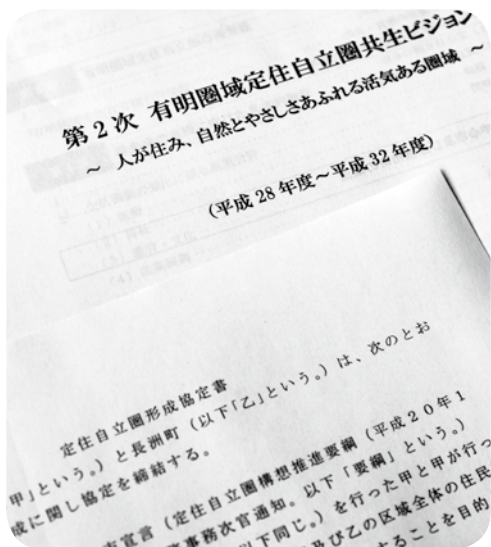 第2次 有明圏域定住自立圏共生ビジョン
～ 人が住み、自然とやさしさあふれる活気ある圏域 ～
(平成28年度～平成32年度)
定住自立圏形成協定書
甲」という。)と長洲町(以下「乙」という。)は、次のとお
成に関し協定を締結する。
宣言(定住自立圏構想推進要綱(平成20年1
事務次官通知。以下「要綱」という。)
以下同じ。)を行った甲と甲が行っ
及び乙の区域全体の住民
することを目的